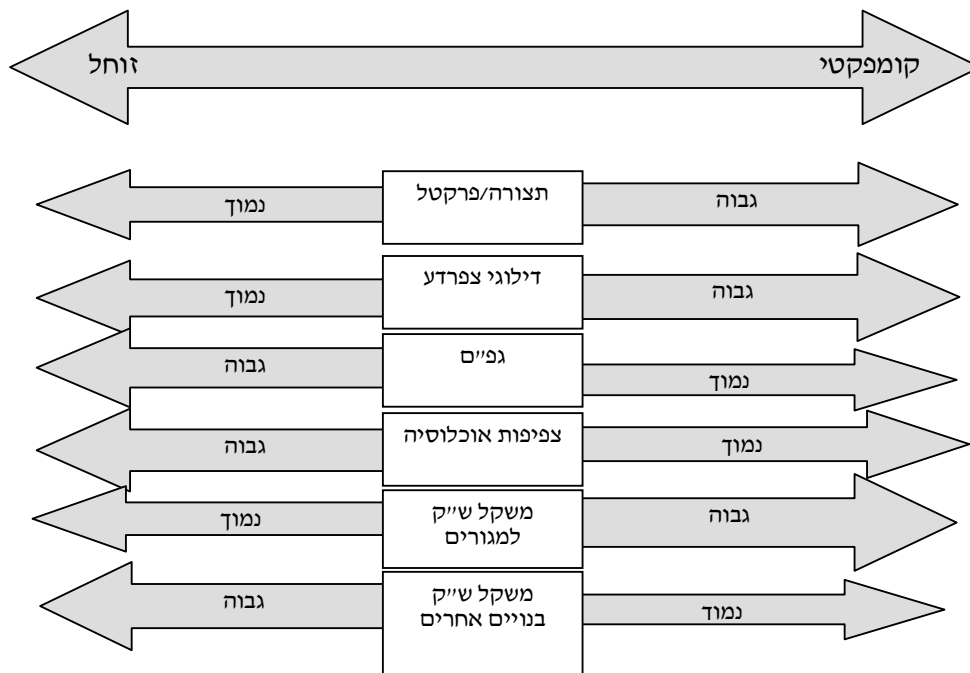 קומפקטי זוחל
גבוה תצורה/פרקטל נמוך
גבוה דילוגי צפרדע נמוך
נמוך גפ״ם גבוה
נמוך צפיפות אוכלוסיה גבוה
גבוה משקל ש״ק נמוך
למגורים
נמוך משקל ש״ק גבוה
בנויים אחרים